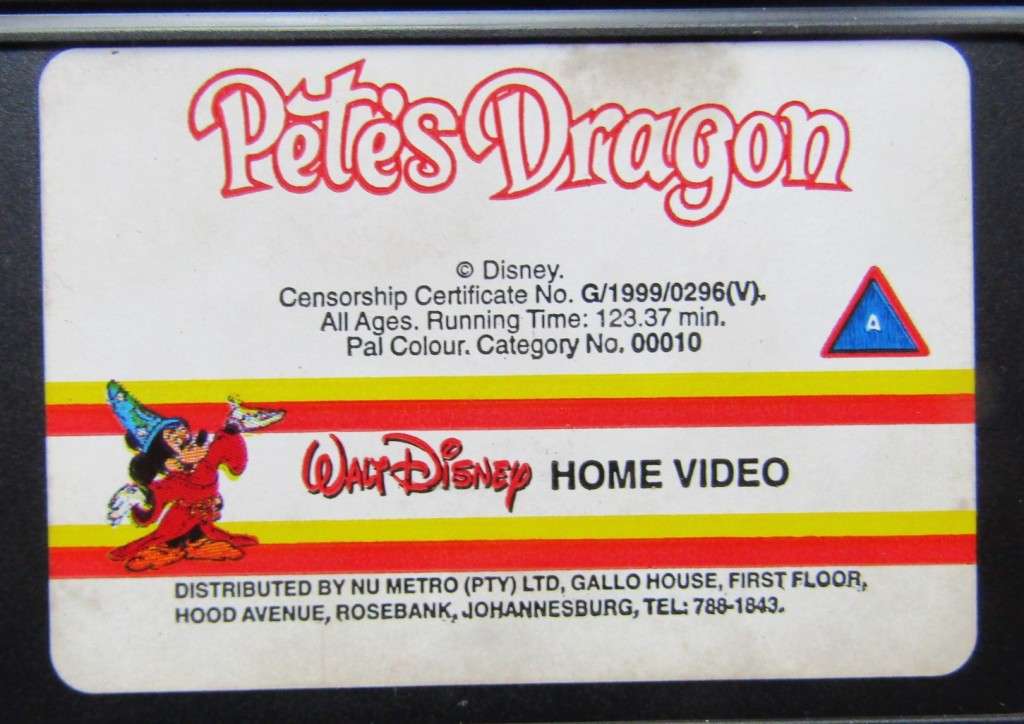 Pete's Dragon
© Disney.
Censorship Certificate No. G/1999/0296(V).
All Ages. Running Time: 123.37 min.
Pal Colour. Category No. 00010
A
WALT DISNEY HOME VIDEO
DISTRIBUTED BY NU METRO (PTY) LTD, GALLO HOUSE, FIRST FLOOR,
HOOD AVENUE, ROSEBANK, JOHANNESBURG, TEL: 788-1843.